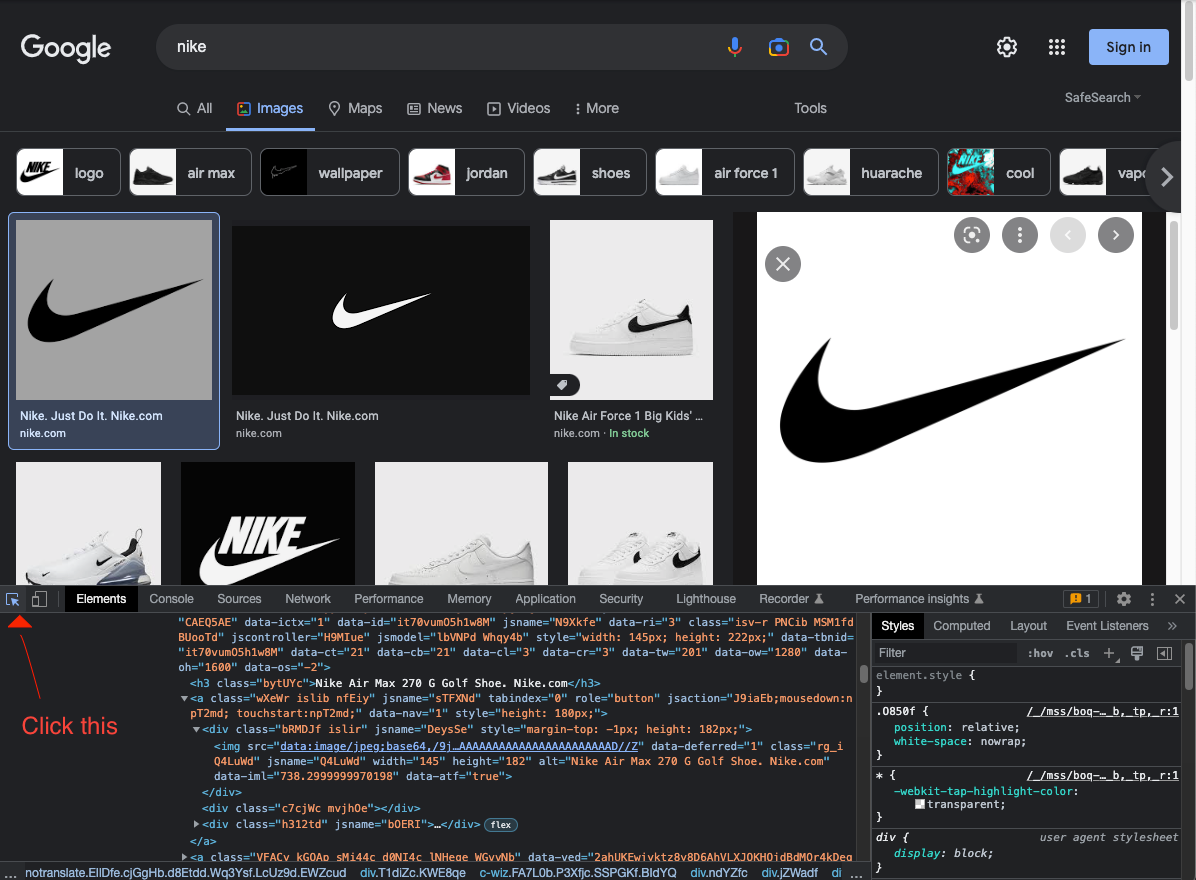 Google
nike
Sign in
All
Images
Maps
News
Videos
More
Tools
SafeSearch
NIKE
logo
air max
wallpaper
jordan
shoes
air force 1
huarache
NIKE
cool
vapo
Nike. Just Do It. Nike.com
nike.com
Nike. Just Do It. Nike.com
nike.com
Nike Air Force 1 Big Kids' ...
nike.com · In stock
NIKE
Elements
Console
Sources
Network
Performance
Memory
Application
Security
Lighthouse
Recorder
Performance insights
1
"CAEQ5AE" data-ictx="1" data-id="it70vumO5h1w8M" jsname="N9Xkfe" data-ri="3" class="isv-r PNCib MSM1fd
BUooTd" jscontroller="H9MIue" jsmodel="lbVNPd Whqy4b" style="width: 145px; height: 222px;" data-tbnid=
"it70vumO5h1w8M" data-ct="21" data-cb="21" data-cl="3" data-cr="3" data-tw="201" data-ow="1280" data-
oh="1600" data-os="-2">
<h3 class="bytUYc">Nike Air Max 270 G Golf Shoe. Nike.com</h3>
<a class="wXeWr islib nfEiy" jsname="sTFXNd" tabindex="0" role="button" jsaction="J9iaEb;mousedown:n
pT2md; touchstart:npT2md;" data-nav="1" style="height: 180px;">
<div class="bRMDJf islir" jsname="DeysSe" style="margin-top: -1px; height: 182px;">
<img src="data:image/jpeg;base64,/9j…AAAAAAAAAAAAAAAAAAAAAAAD//Z" data-deferred="1" class="rg_i
Q4LuWd" jsname="Q4LuWd" width="145" height="182" alt="Nike Air Max 270 G Golf Shoe. Nike.com"
data-iml="738.2999999970198" data-atf="true">
</div>
<div class="c7cjWc mvjhOe"></div>
<div class="h312td" jsname="bOERI">…</div> flex
</a>
<a class="VFACy kGQAp sMi44c d0NI4c lNHeqe WGvvNb" data-ved="2ahUKEwjyktz8y8D6AhVLXJQKHQjdBdMQr4kDeg
Click this
Styles
Computed
Layout
Event Listeners
Filter
:hov
.cls
element.style {
}
.O850f {
/_/mss/boq-…_b,_tp,_r:1
position: relative;
white-space: nowrap;
}
* {
/_/mss/boq-…_b,_tp,_r:1
-webkit-tap-highlight-color:
transparent;
}
div {
user agent stylesheet
display: block;
}
... notranslate.EIlDfe.cjGgHb.d8Etdd.Wq3Ysf.LcUz9d.EWZcud div.T1diZc.KWE8qe c-wiz.FA7L0b.P3Xfjc.SSPGKf.BIdYQ div.ndYZfc div.jZWadf di ...